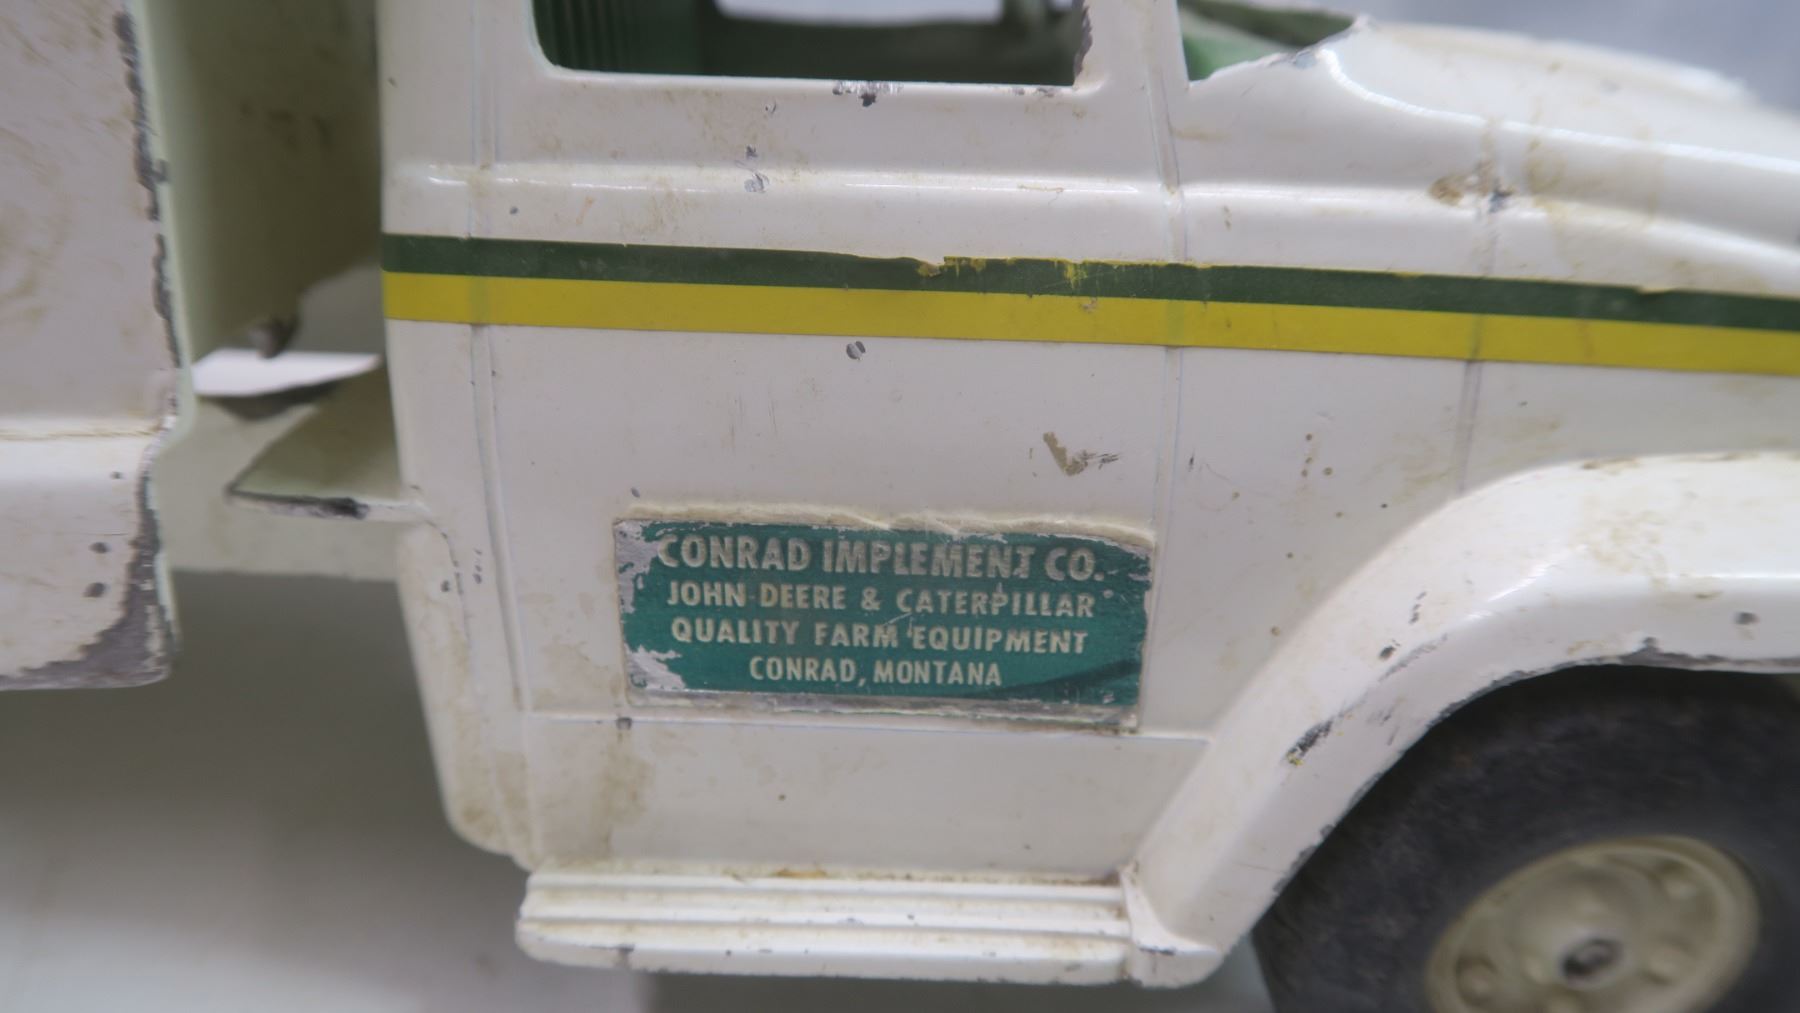 CONRAD IMPLEMENT CO.
JOHN DEERE & CATERPILLAR
QUALITY FARM EQUIPMENT
CONRAD, MONTANA